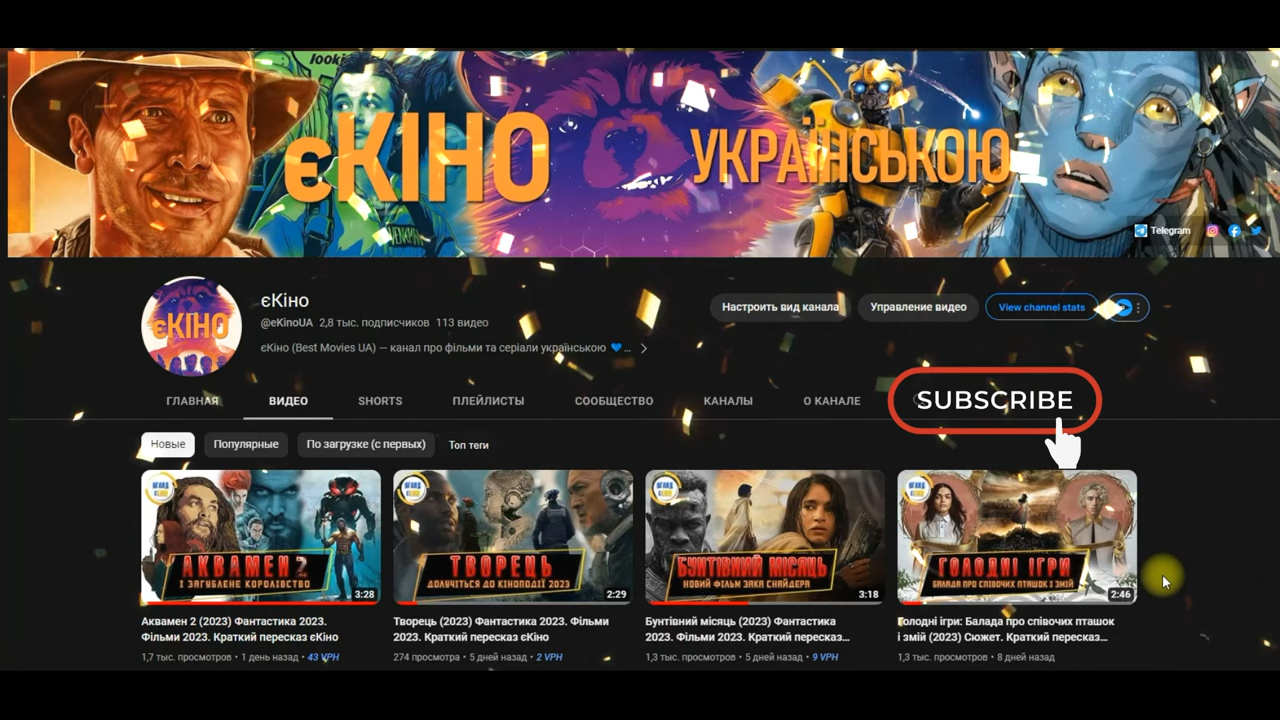 looki
єКІНО
УКРАЇНСЬКОЮ
VENKMAN
Telegram
єКІНО
єКіно
@eKinoUA 2,8 тыс. подписчиков 113 видео
єКіно (Best Movies UA) — канал про фільми та серіали українською 💙 ...
Настроить вид канала
Управление видео
View channel stats
ГЛАВНАЯ
ВИДЕО
SHORTS
ПЛЕЙЛИСТЫ
СООБЩЕСТВО
КАНАЛЫ
О КАНАЛЕ
SUBSCRIBE
Новые
Популярные
По загрузке (с первых)
Топ теги
АКВАМЕН 2
І ЗАГУБЛЕНЕ КОРОЛІВСТВО
3:28
ТВОРЕЦЬ
ДОЛУЧІТЬСЯ ДО КІНОПОДІЇ 2023
2:29
БУНТІВНИЙ МІСЯЦЬ
НОВИЙ ФІЛЬМ ЗАКА СНАЙДЕРА
3:18
ГОЛОДНІ ІГРИ
БАЛАДА ПРО СПІВОЧИХ ПТАШОК І ЗМІЙ
2:46
Аквамен 2 (2023) Фантастика 2023.
Фільми 2023. Краткий пересказ єКіно
1,7 тыс. просмотров • 1 день назад • 43 VPH
Творець (2023) Фантастика 2023. Фільми
2023. Краткий пересказ єКіно
274 просмотра • 5 дней назад • 2 VPH
Бунтівний місяць (2023) Фантастика
2023. Фільми 2023. Краткий пересказ...
1,3 тыс. просмотров • 5 дней назад • 9 VPH
Голодні ігри: Балада про співочих пташок
і змій (2023) Сюжет. Краткий пересказ...
1,3 тыс. просмотров • 8 дней назад